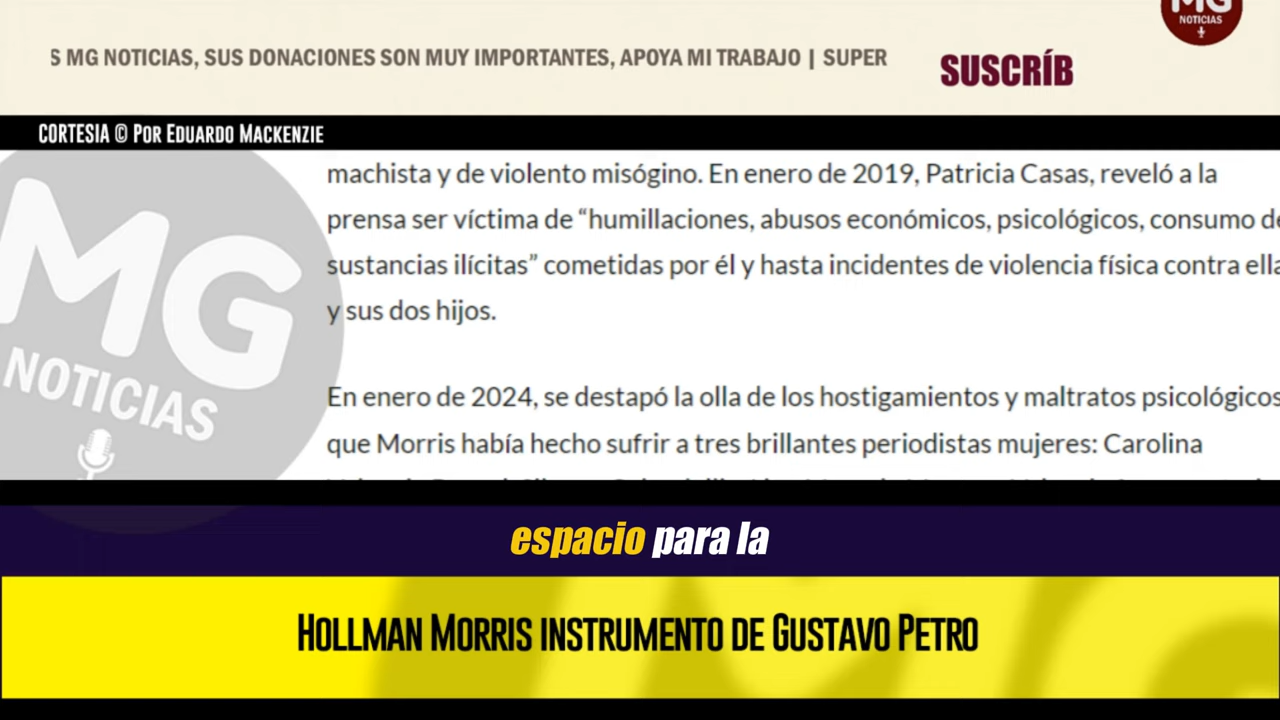 S MG NOTICIAS, SUS DONACIONES SON MUY IMPORTANTES, APOYA MI TRABAJO | SUPER
SUSCRÍB
MG
NOTICIAS
CORTESIA © POR EDUARDO MACKENZIE
machista y de violento misógino. En enero de 2019, Patricia Casas, reveló a la
prensa ser víctima de “humillaciones, abusos económicos, psicológicos, consumo de
sustancias ilícitas” cometidas por él y hasta incidentes de violencia física contra ella
y sus dos hijos.
En enero de 2024, se destapó la olla de los hostigamientos y maltratos psicológicos
que Morris había hecho sufrir a tres brillantes periodistas mujeres: Carolina
MG
NOTICIAS
espacio para la
HOLLMAN MORRIS INSTRUMENTO DE GUSTAVO PETRO